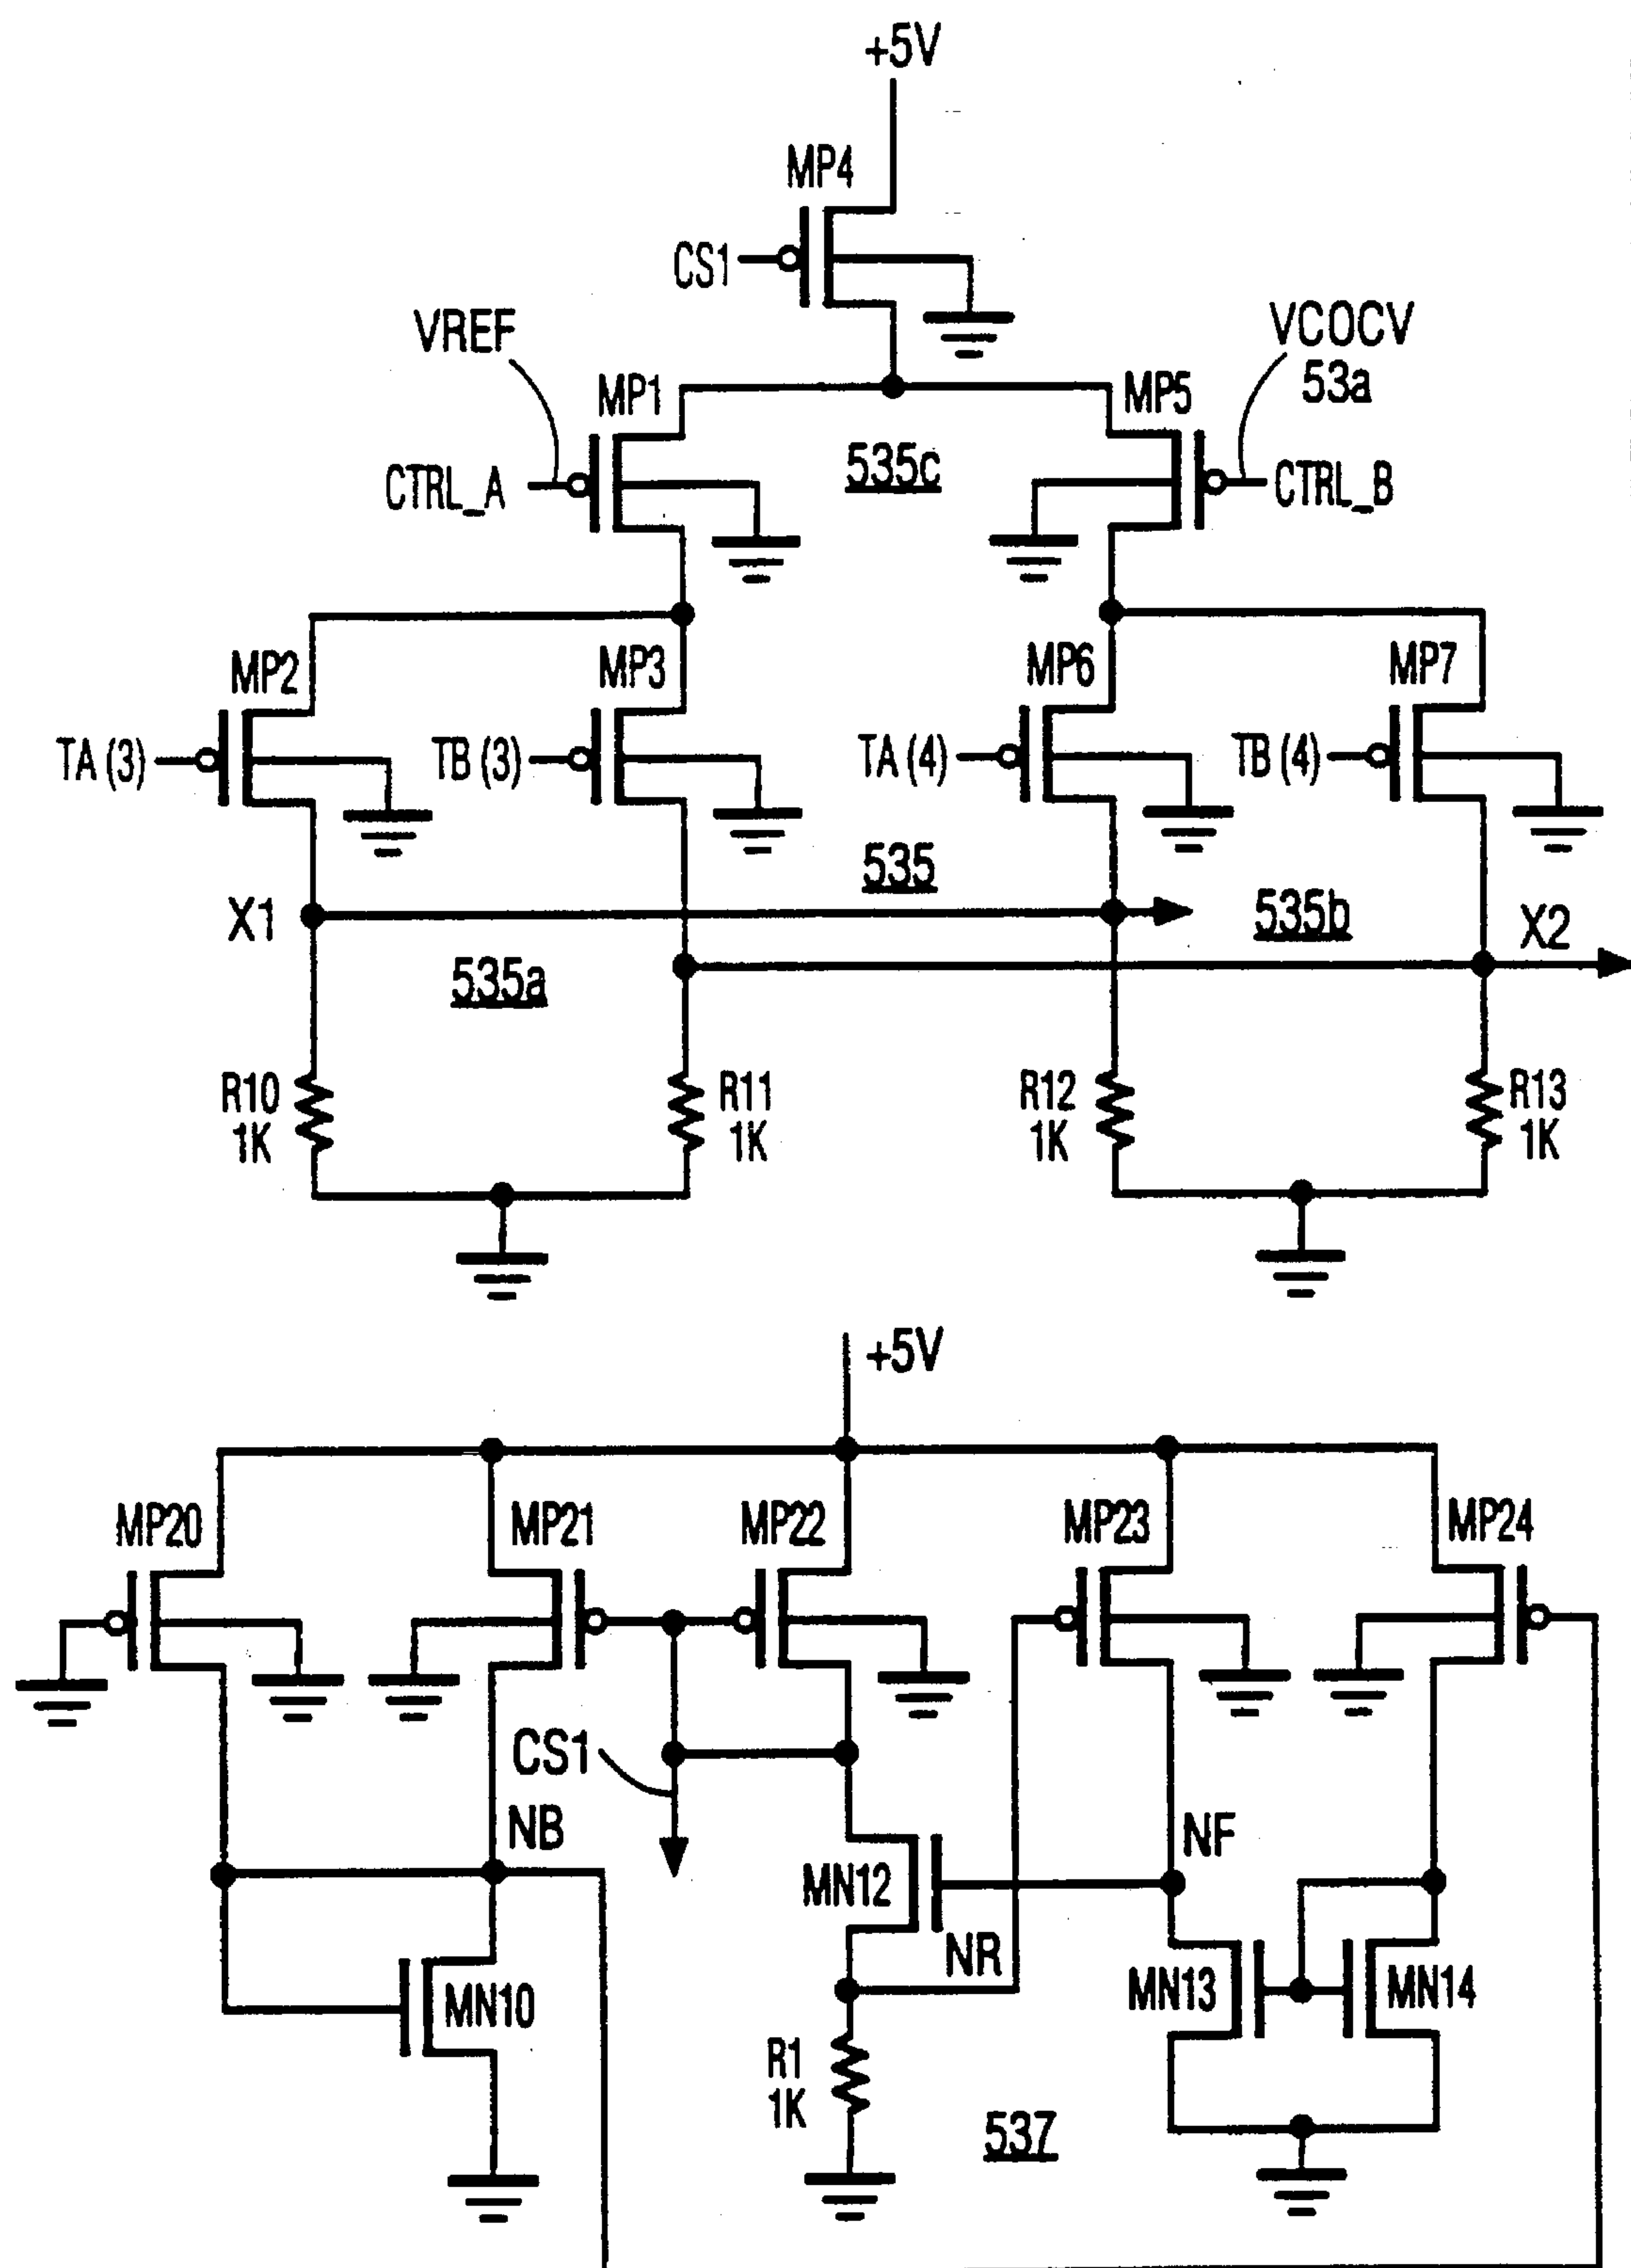 +5V
MP4
CS1
VREF
VCOCV
53a
MP1
MP5
535c
CTRL_A
CTRL_B
MP2
MP3
MP6
MP7
TA (3)
TB (3)
TA (4)
TB (4)
535
535b
X1
X2
535a
R10
1K
R11
1K
R12
1K
R13
1K
+5V
MP20
MP21
MP22
MP23
MP24
CS1
NB
NF
MN12
NR
MN10
MN13
MN14
R1
1K
537